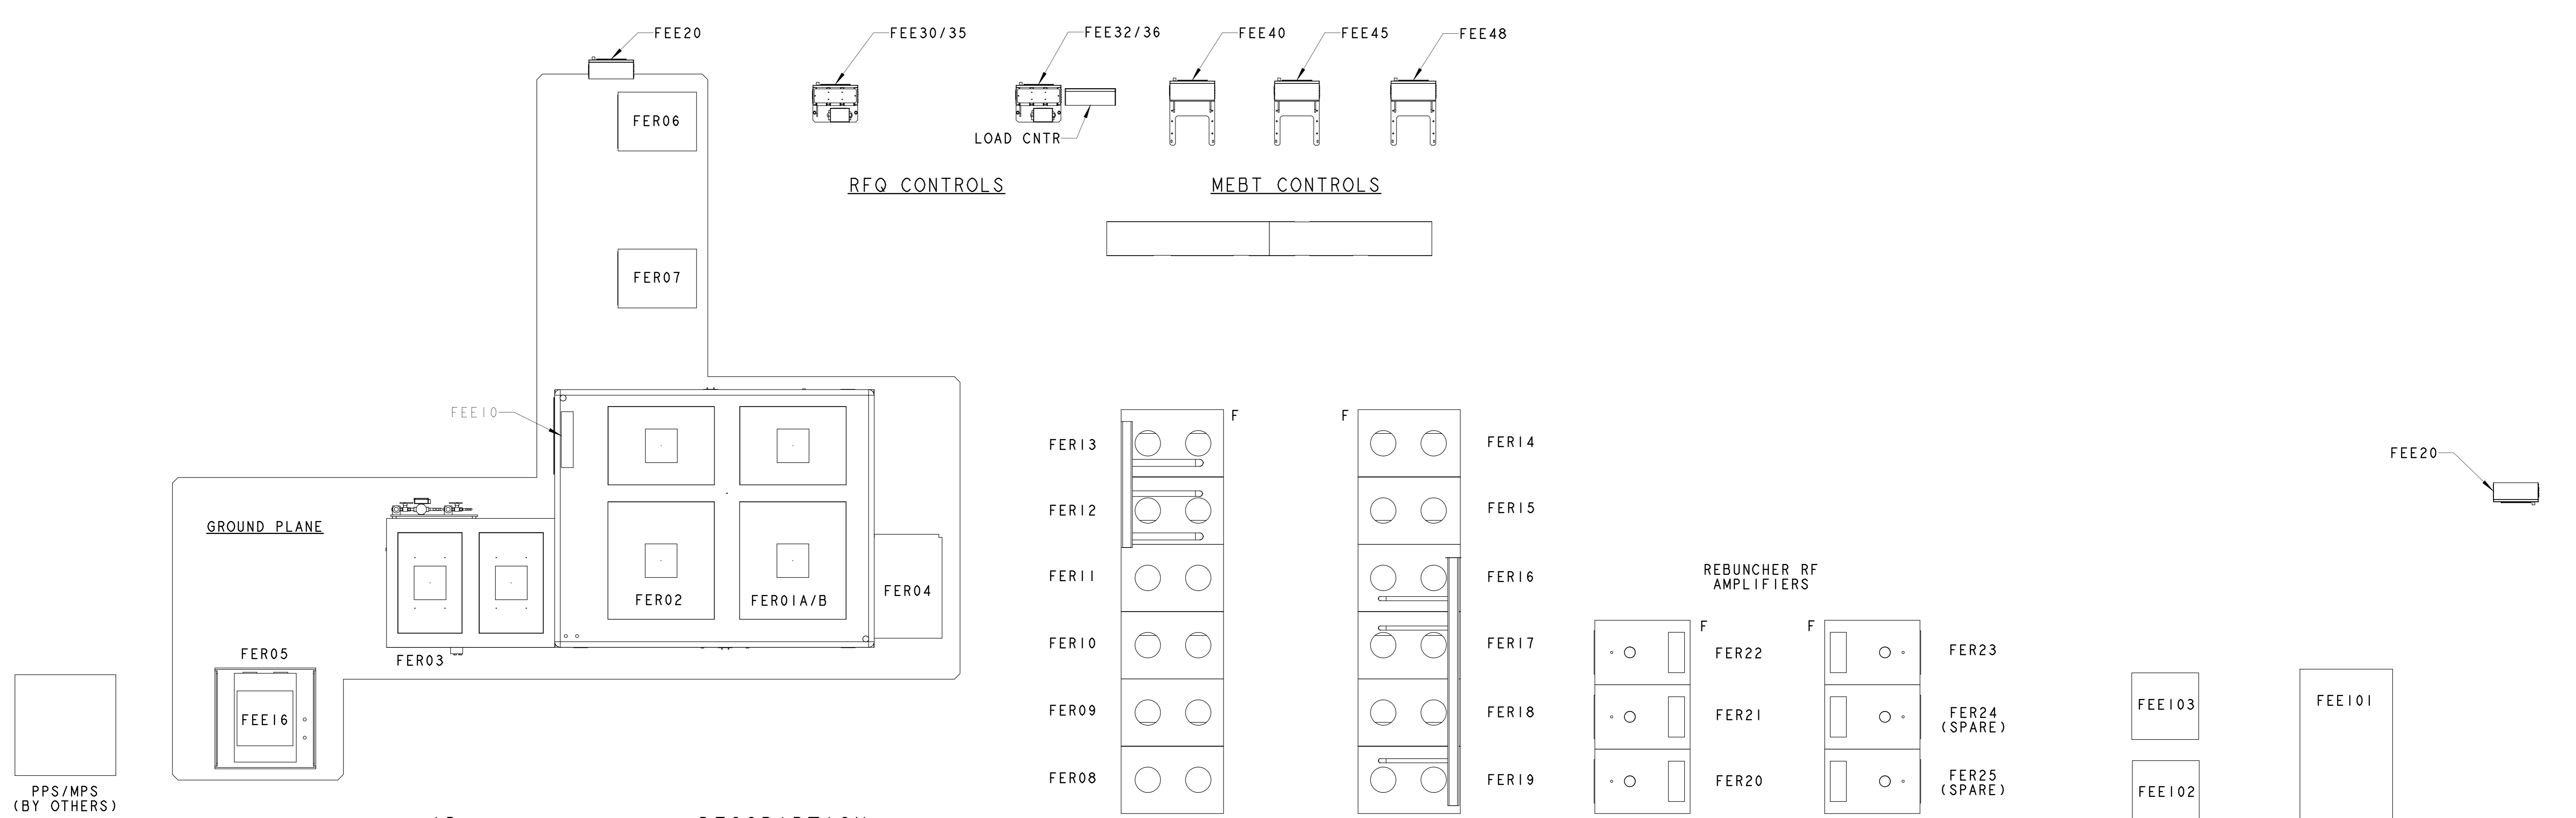 FEE20
FEE30/35
FEE32/36
FEE40
FEE45
FEE48
FER06
LOAD CNTR
RFQ CONTROLS
MEBT CONTROLS
FER07
FEE10
F
F
FER13
FER14
FEE20
FER12
FER15
GROUND PLANE
FER11
FER16
REBUNCHER RF
AMPLIFIERS
FER02
FER01A/B
FER04
F
F
FER10
FER17
FER05
FER03
FER22
FER23
FEE16
FER09
FER18
FER21
FER24
(SPARE)
FEE103
FEE101
FER08
FER19
FER20
FER25
(SPARE)
FEE102
PPS/MPS
(BY OTHERS)